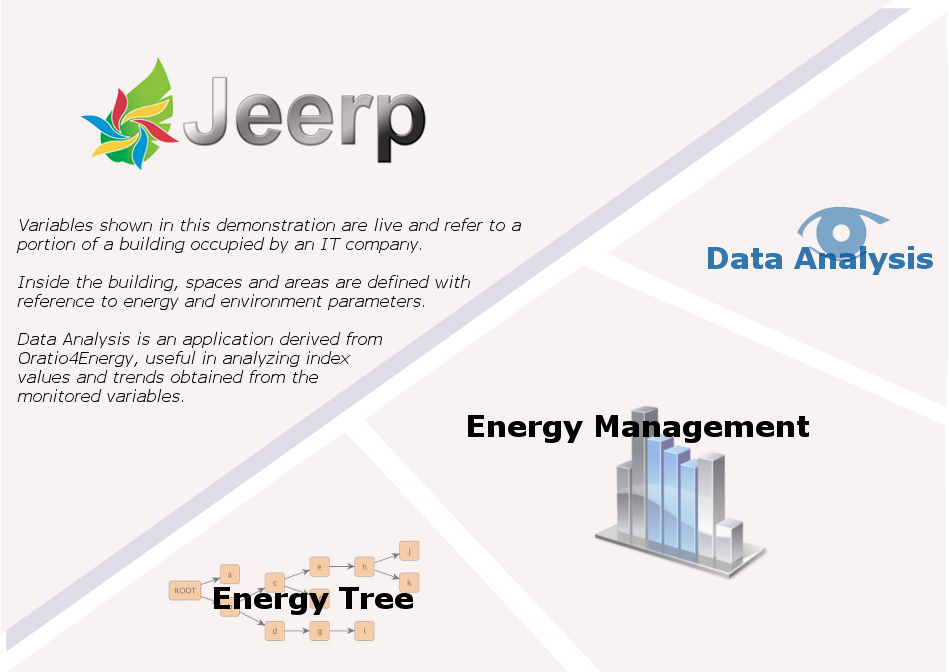 Jeerp
Variables shown in this demonstration are live and refer to a
portion of a building occupied by an IT company.
Inside the building, spaces and areas are defined with
reference to energy and environment parameters.
Data Analysis is an application derived from
Oratio4Energy, useful in analyzing index
values and trends obtained from the
monitored variables.
Data Analysis
Energy Management
Energy Tree
ROOT
a
c
e
h
j
k
d
g
i